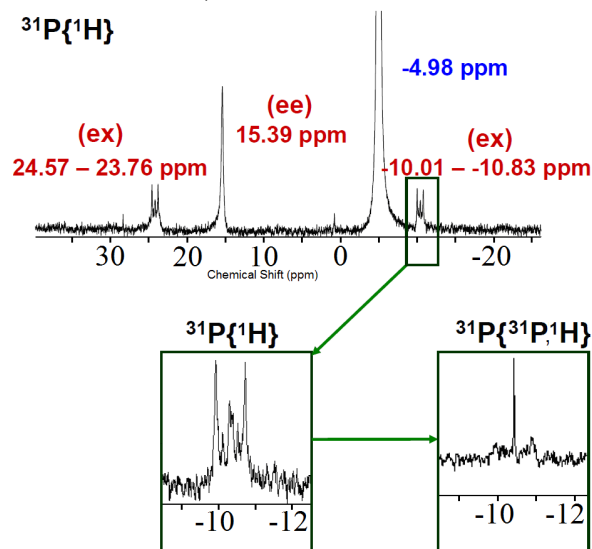 ³¹P{¹H}
-4.98 ppm
(ee)
15.39 ppm
(ex)
24.57 – 23.76 ppm
(ex)
-10.01 – -10.83 ppm
30 20 10 0 -20
Chemical Shift (ppm)
³¹P{¹H}
³¹P{³¹P,¹H}
-10 -12
-10 -12